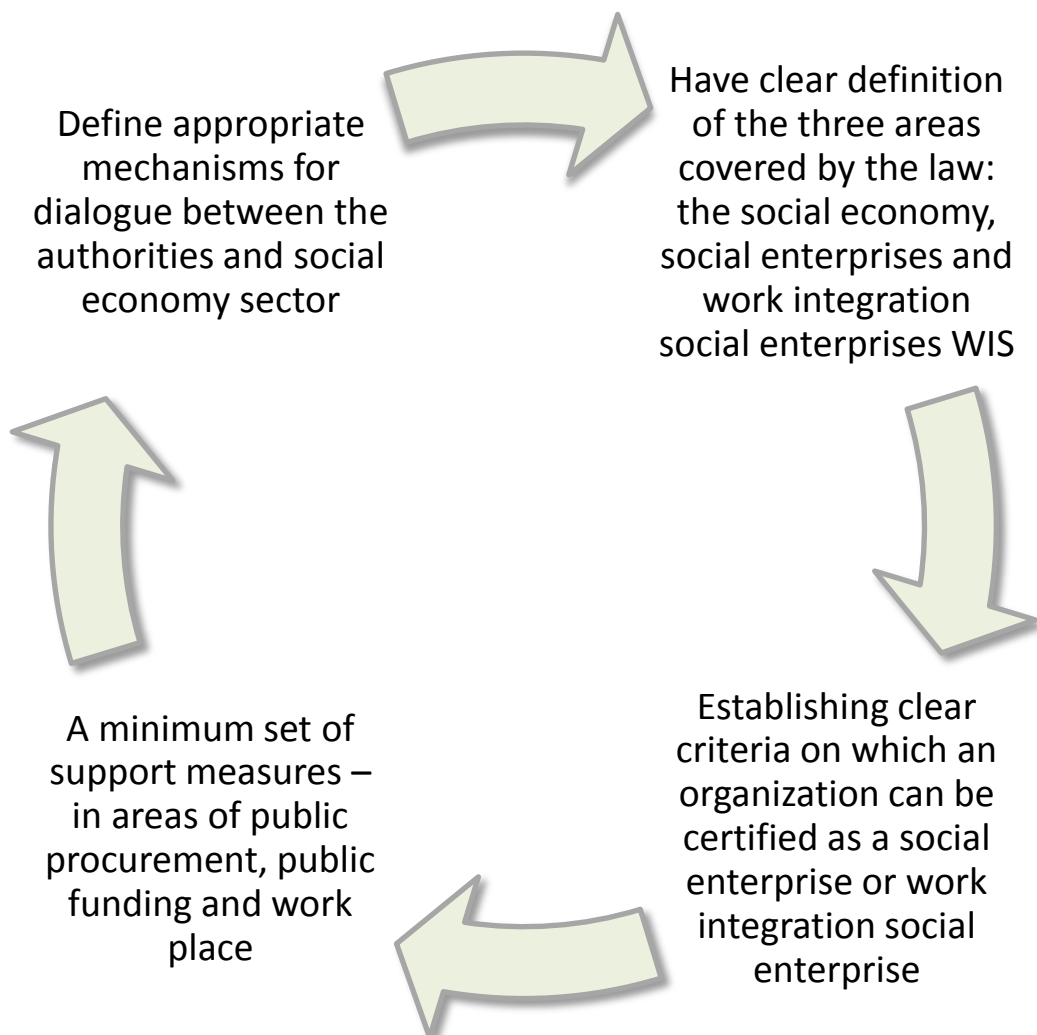 Define appropriate
mechanisms for
dialogue between the
authorities and social
economy sector
Have clear definition
of the three areas
covered by the law:
the social economy,
social enterprises and
work integration
social enterprises WIS
Establishing clear
criteria on which an
organization can be
certified as a social
enterprise or work
integration social
enterprise
A minimum set of
support measures –
in areas of public
procurement, public
funding and work
place